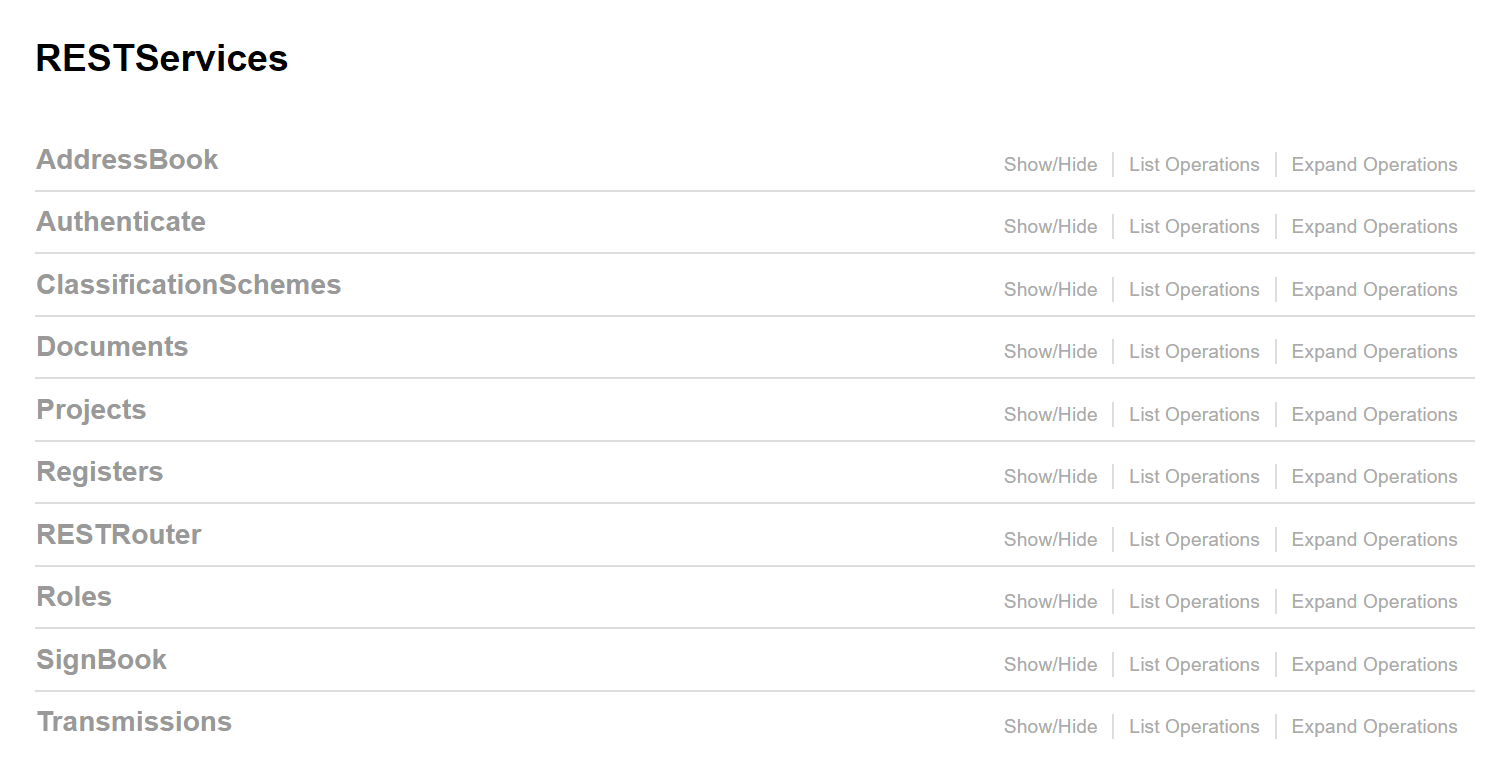 RESTServices
AddressBook Show/Hide List Operations Expand Operations
Authenticate Show/Hide List Operations Expand Operations
ClassificationSchemes Show/Hide List Operations Expand Operations
Documents Show/Hide List Operations Expand Operations
Projects Show/Hide List Operations Expand Operations
Registers Show/Hide List Operations Expand Operations
RESTRouter Show/Hide List Operations Expand Operations
Roles Show/Hide List Operations Expand Operations
SignBook Show/Hide List Operations Expand Operations
Transmissions Show/Hide List Operations Expand Operations